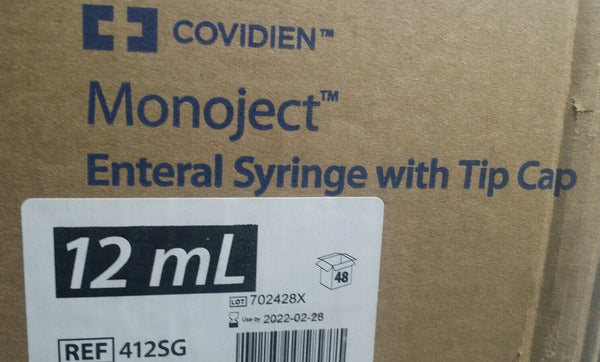 COVIDIEN™
Monoject™
Enteral Syringe with Tip Cap
12 mL
48
LOT 702428X
Use-by 2022-02-28
REF 412SG